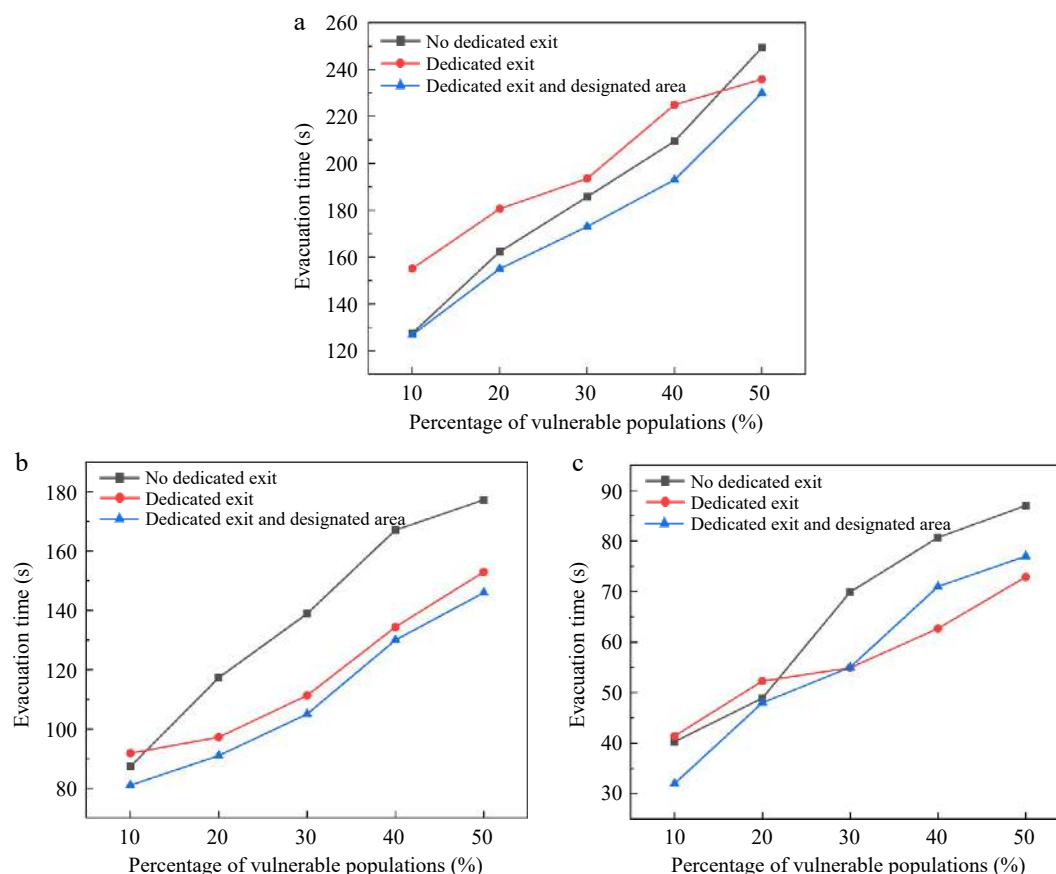 a
No dedicated exit
Dedicated exit
Dedicated exit and designated area
260
240
220
200
180
160
140
120
Evacuation time (s)
10 20 30 40 50
Percentage of vulnerable populations (%)
b
No dedicated exit
Dedicated exit
Dedicated exit and designated area
180
160
140
120
100
80
Evacuation time (s)
10 20 30 40 50
Percentage of vulnerable populations (%)
c
No dedicated exit
Dedicated exit
Dedicated exit and designated area
90
80
70
60
50
40
30
Evacuation time (s)
10 20 30 40 50
Percentage of vulnerable populations (%)